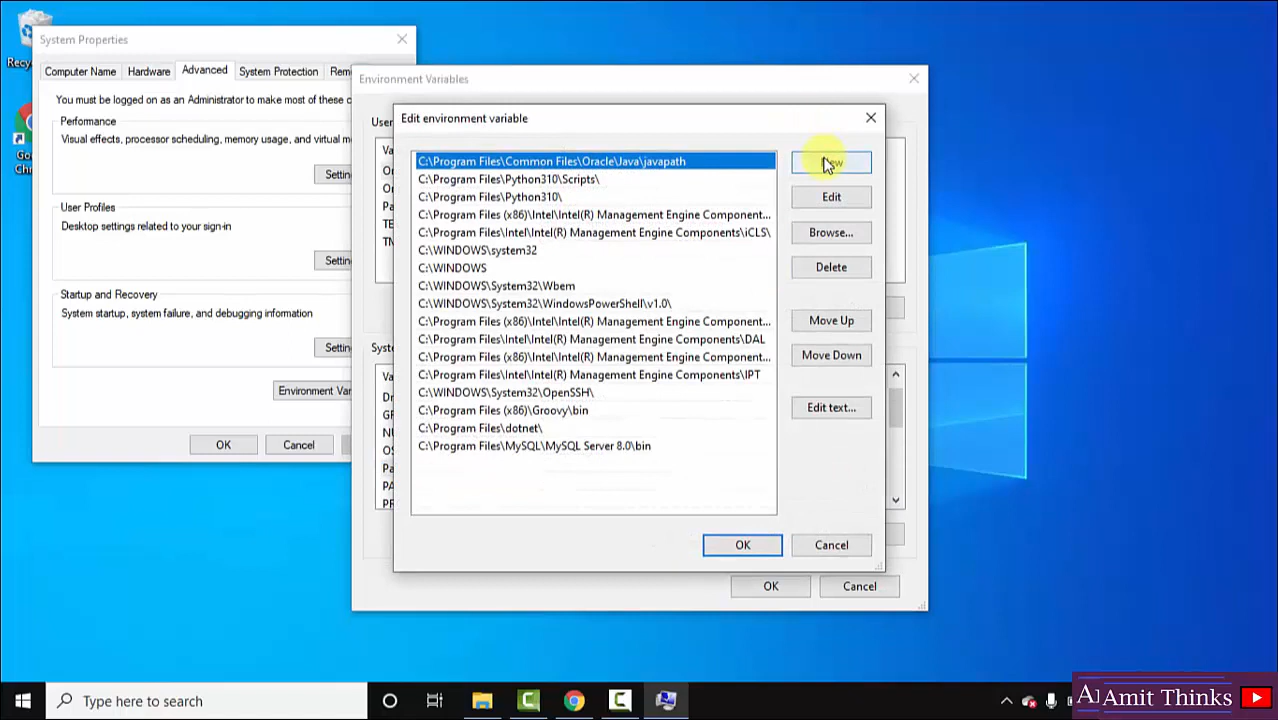 System Properties
Computer Name
Hardware
Advanced
System Protection
You must be logged on as an Administrator to make most of these
Performance
Visual effects, processor scheduling, memory usage, and virtual
User Profiles
Desktop settings related to your sign-in
Startup and Recovery
System startup, system failure, and debugging information
OK
Cancel
Environment Variables
Edit environment variable
C:\Program Files\Common Files\Oracle\Java\javapath
C:\Program Files\Python310\Scripts\
C:\Program Files\Python310\
C:\Program Files (x86)\Intel\Intel(R) Management Engine Component...
C:\Program Files\Intel\Intel(R) Management Engine Components\iCLS\
C:\WINDOWS\system32
C:\WINDOWS
C:\WINDOWS\System32\Wbem
C:\WINDOWS\System32\WindowsPowerShell\v1.0\
C:\Program Files (x86)\Intel\Intel(R) Management Engine Component...
C:\Program Files\Intel\Intel(R) Management Engine Components\DAL
C:\Program Files (x86)\Intel\Intel(R) Management Engine Component...
C:\Program Files\Intel\Intel(R) Management Engine Components\IPT
C:\WINDOWS\System32\OpenSSH\
C:\Program Files (x86)\Groovy\bin
C:\Program Files\dotnet\
C:\Program Files\MySQL\MySQL Server 8.0\bin
Edit
Browse...
Delete
Move Up
Move Down
Edit text...
OK
Cancel
OK
Cancel
Type here to search
Amit Thinks